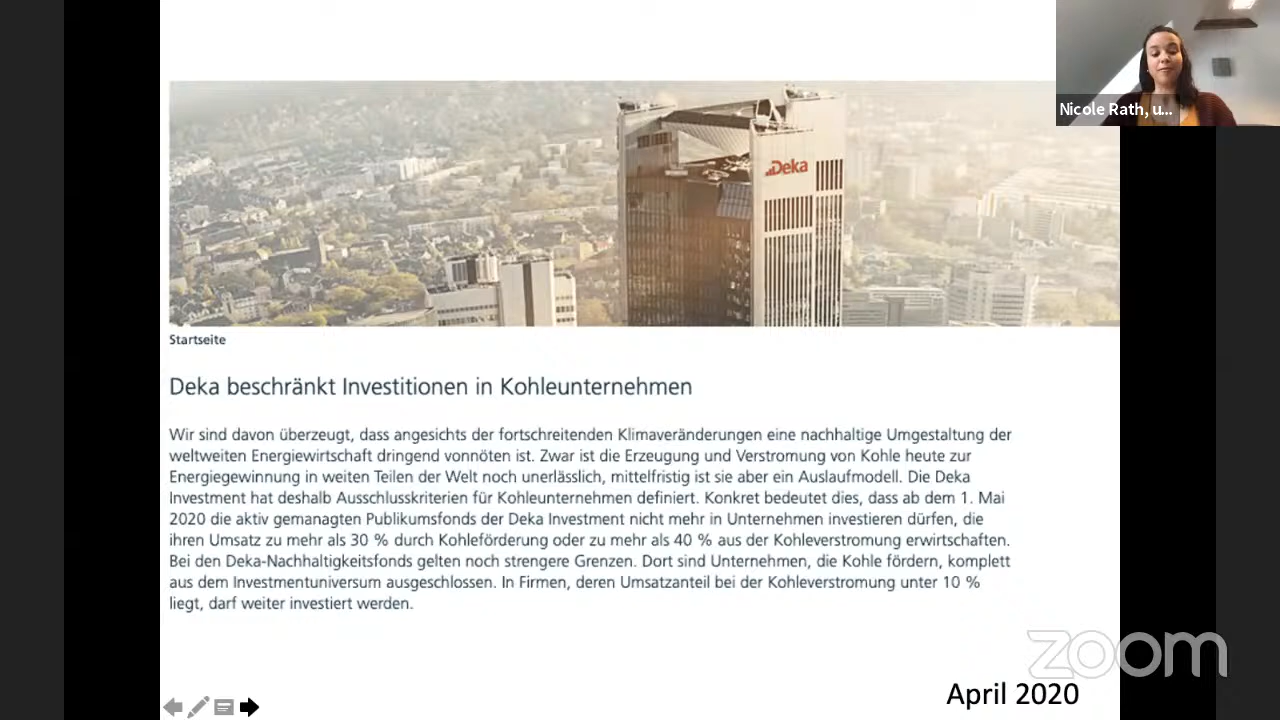 Nicole Rath, u...
Deka
Startseite
Deka beschränkt Investitionen in Kohleunternehmen
Wir sind davon überzeugt, dass angesichts der fortschreitenden Klimaveränderungen eine nachhaltige Umgestaltung der
weltweiten Energiewirtschaft dringend vonnöten ist. Zwar ist die Erzeugung und Verstromung von Kohle heute zur
Energiegewinnung in weiten Teilen der Welt noch unerlässlich, mittelfristig ist sie aber ein Auslaufmodell. Die Deka
Investment hat deshalb Ausschlusskriterien für Kohleunternehmen definiert. Konkret bedeutet dies, dass ab dem 1. Mai
2020 die aktiv gemanagten Publikumsfonds der Deka Investment nicht mehr in Unternehmen investieren dürfen, die
ihren Umsatz zu mehr als 30 % durch Kohleförderung oder zu mehr als 40 % aus der Kohleverstromung erwirtschaften.
Bei den Deka-Nachhaltigkeitsfonds gelten noch strengere Grenzen. Dort sind Unternehmen, die Kohle fördern, komplett
aus dem Investmentuniversum ausgeschlossen. In Firmen, deren Umsatzanteil bei der Kohleverstromung unter 10 %
liegt, darf weiter investiert werden.
zoom
April 2020